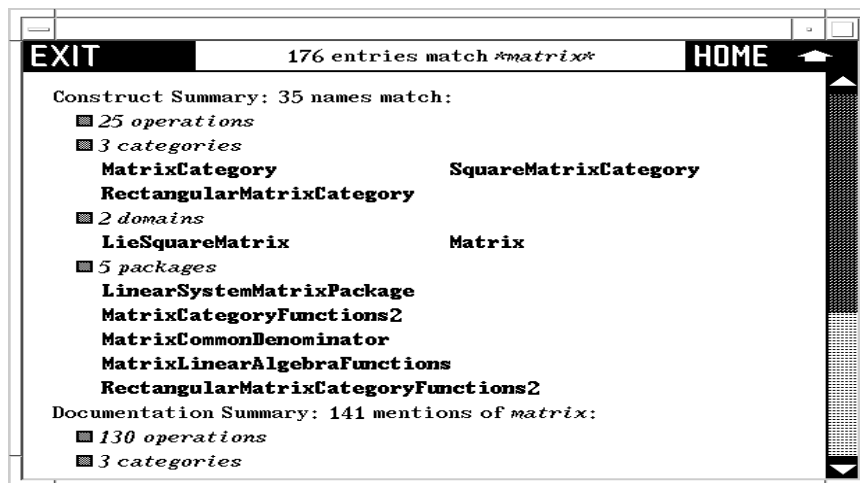 EXIT 176 entries match *matrix* HOME
Construct Summary: 35 names match:
25 operations
3 categories
MatrixCategory SquareMatrixCategory
RectangularMatrixCategory
2 domains
LieSquareMatrix Matrix
5 packages
LinearSystemMatrixPackage
MatrixCategoryFunctions2
MatrixCommonDenominator
MatrixLinearAlgebraFunctions
RectangularMatrixCategoryFunctions2
Documentation Summary: 141 mentions of matrix:
130 operations
3 categories